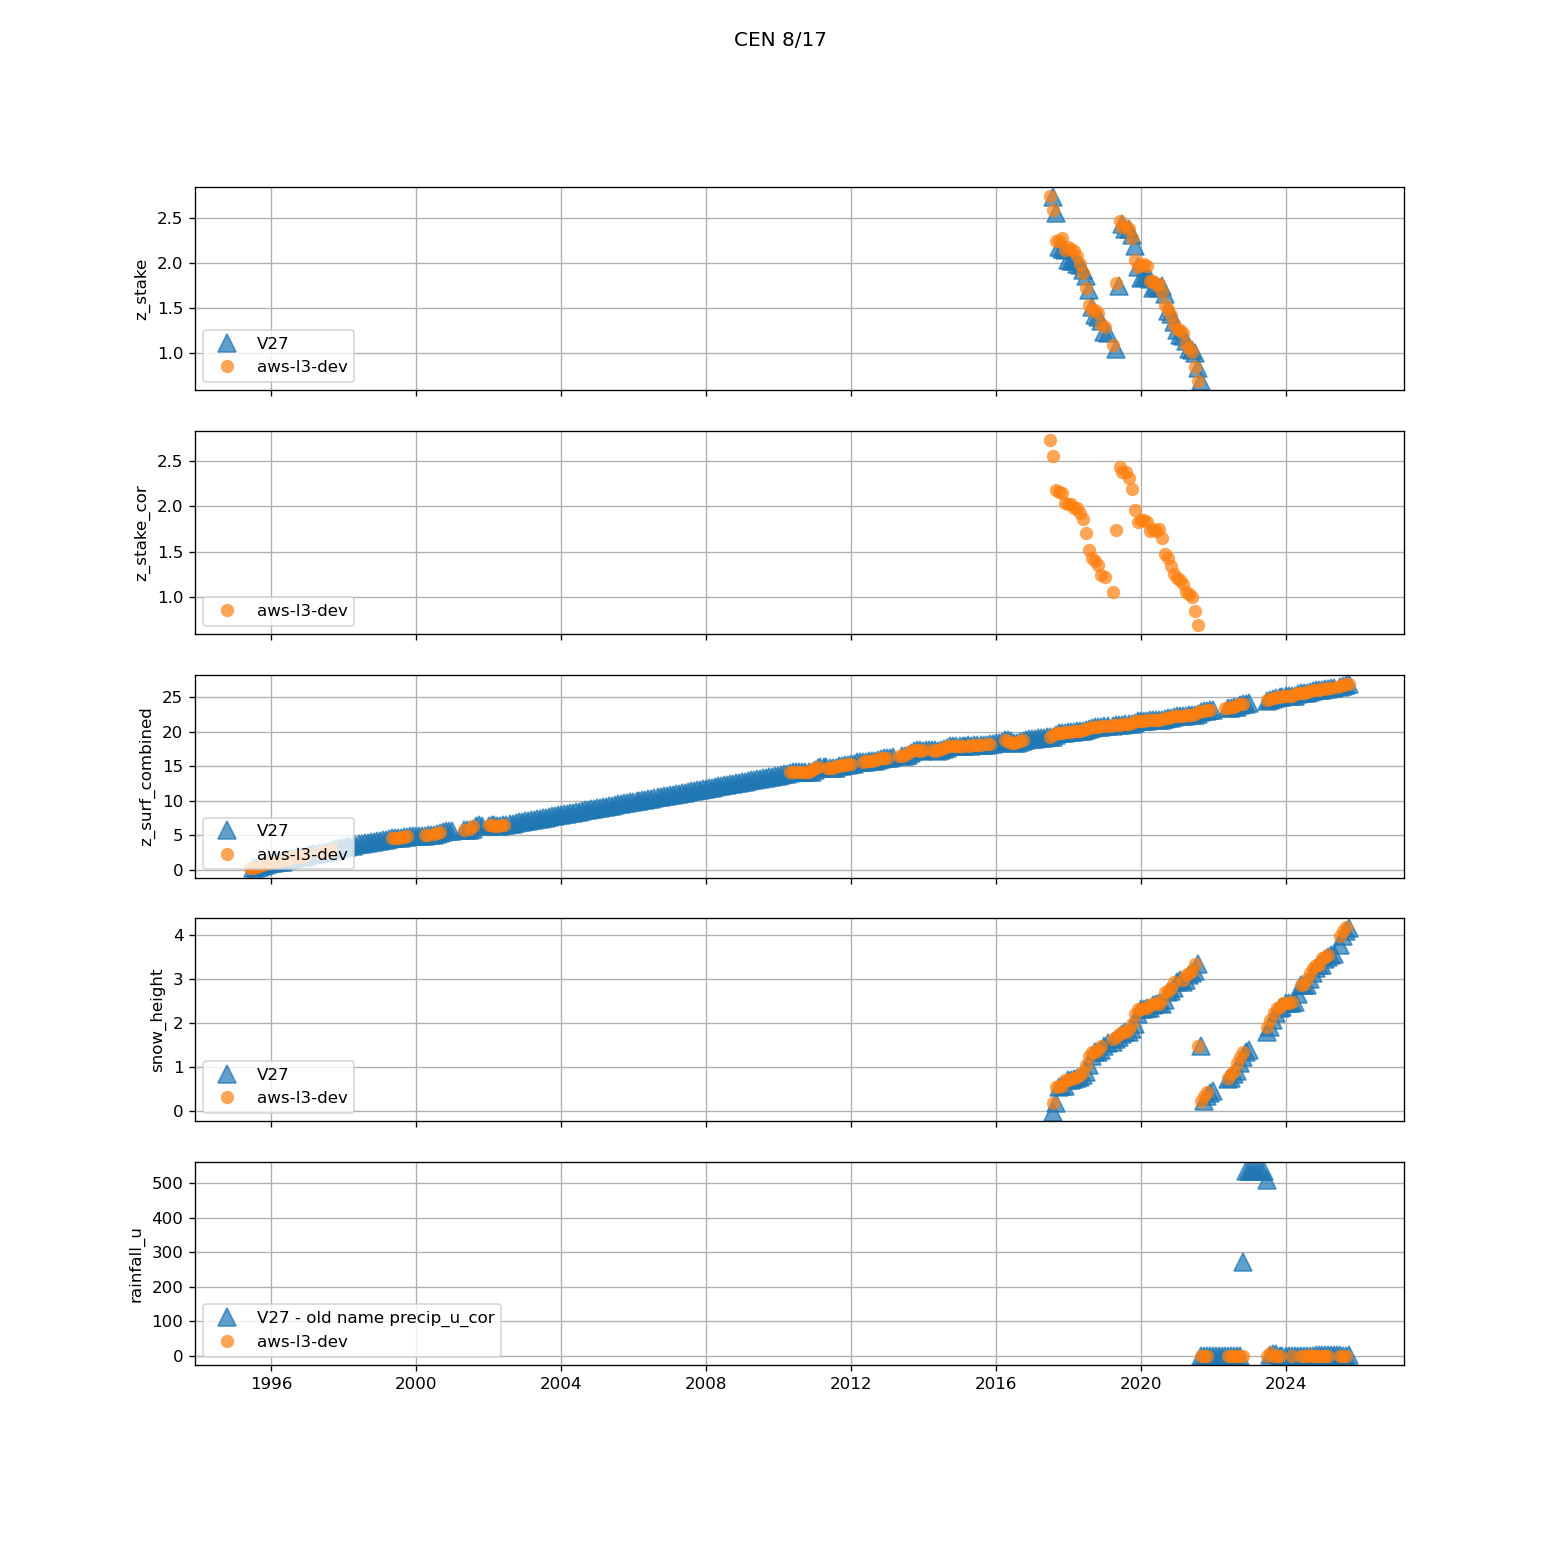 CEN 8/17
z_stake
2.5
2.0
1.5
1.0
V27
aws-l3-dev
z_stake_cor
2.5
2.0
1.5
1.0
aws-l3-dev
z_surf_combined
25
20
15
10
5
0
V27
aws-l3-dev
snow_height
4
3
2
1
0
V27
aws-l3-dev
rainfall_u
500
400
300
200
100
0
V27 - old name precip_u_cor
aws-l3-dev
1996 2000 2004 2008 2012 2016 2020 2024